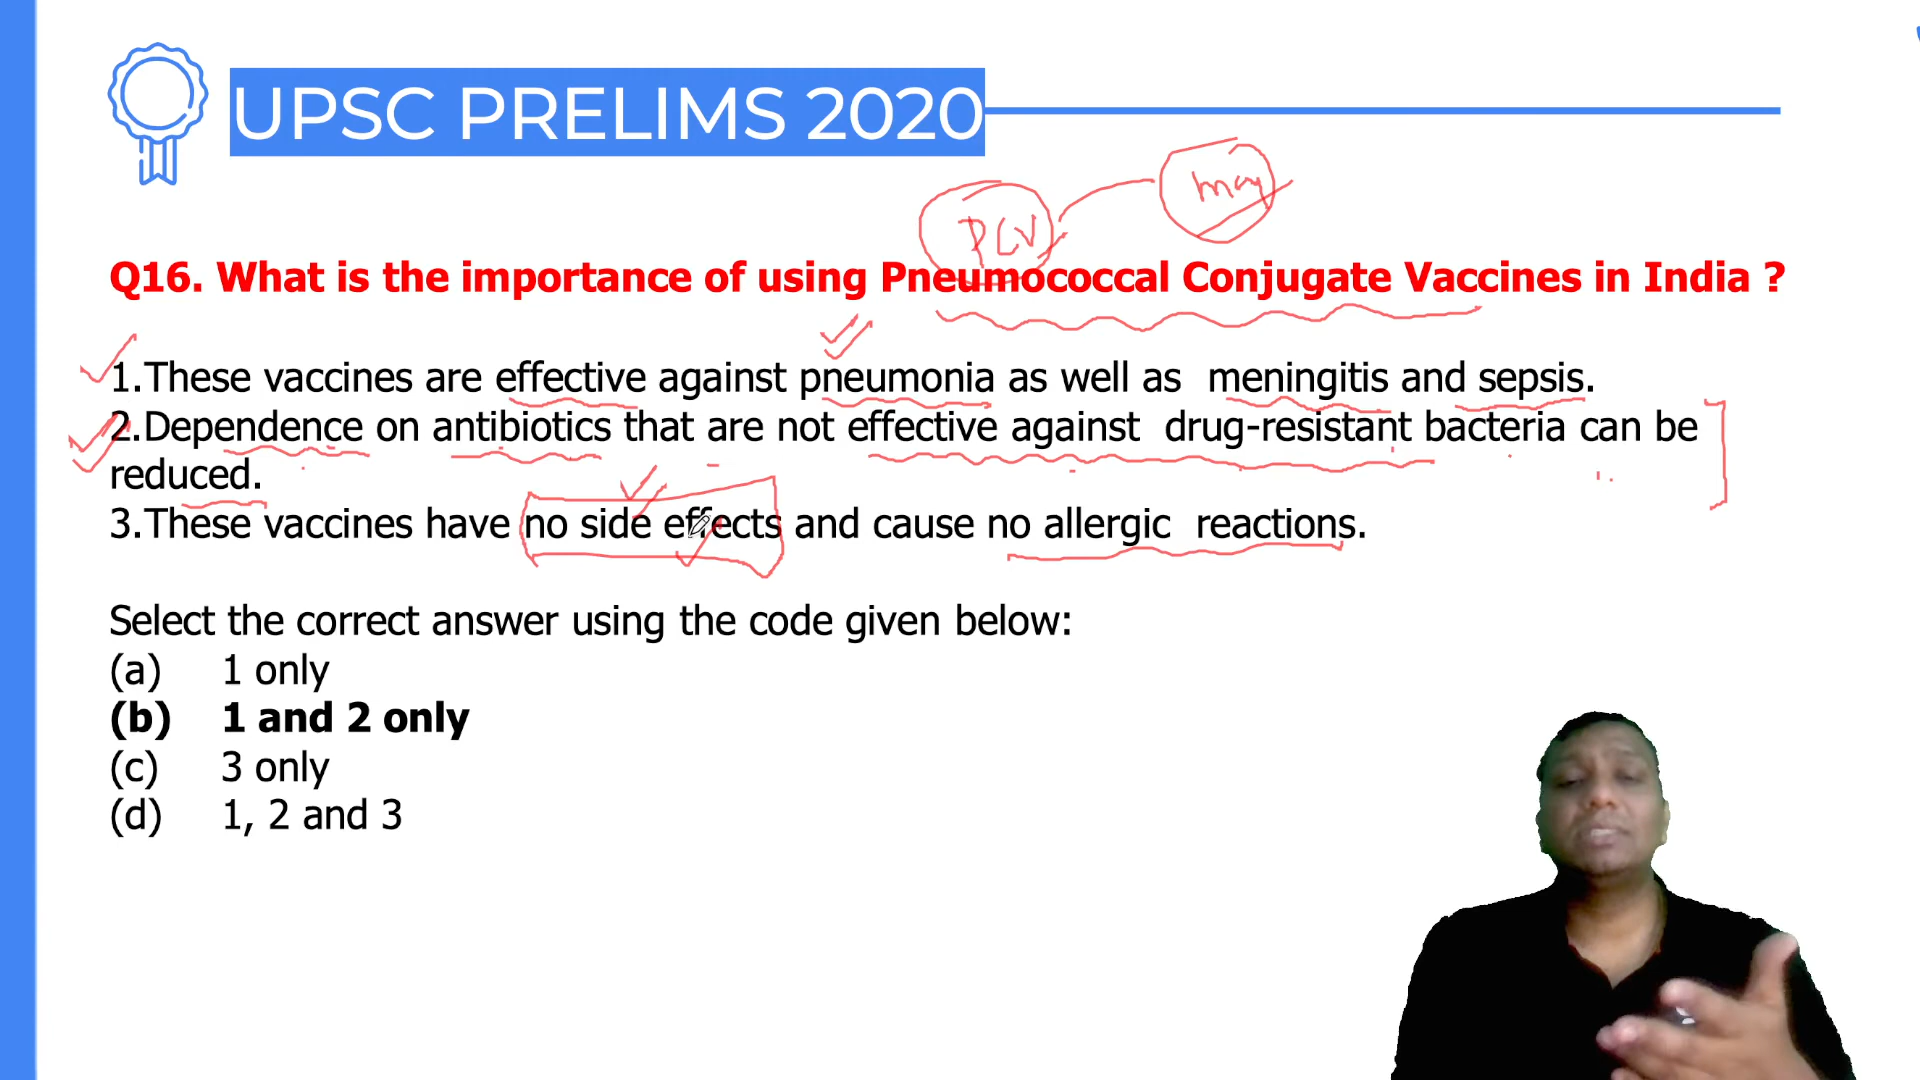 UPSC PRELIMS 2020
may
PCV
Q16. What is the importance of using Pneumococcal Conjugate Vaccines in India ?
1.These vaccines are effective against pneumonia as well as meningitis and sepsis.
2.Dependence on antibiotics that are not effective against drug-resistant bacteria can be
reduced.
3.These vaccines have no side effects and cause no allergic reactions.
Select the correct answer using the code given below:
(a) 1 only
(b) 1 and 2 only
(c) 3 only
(d) 1, 2 and 3